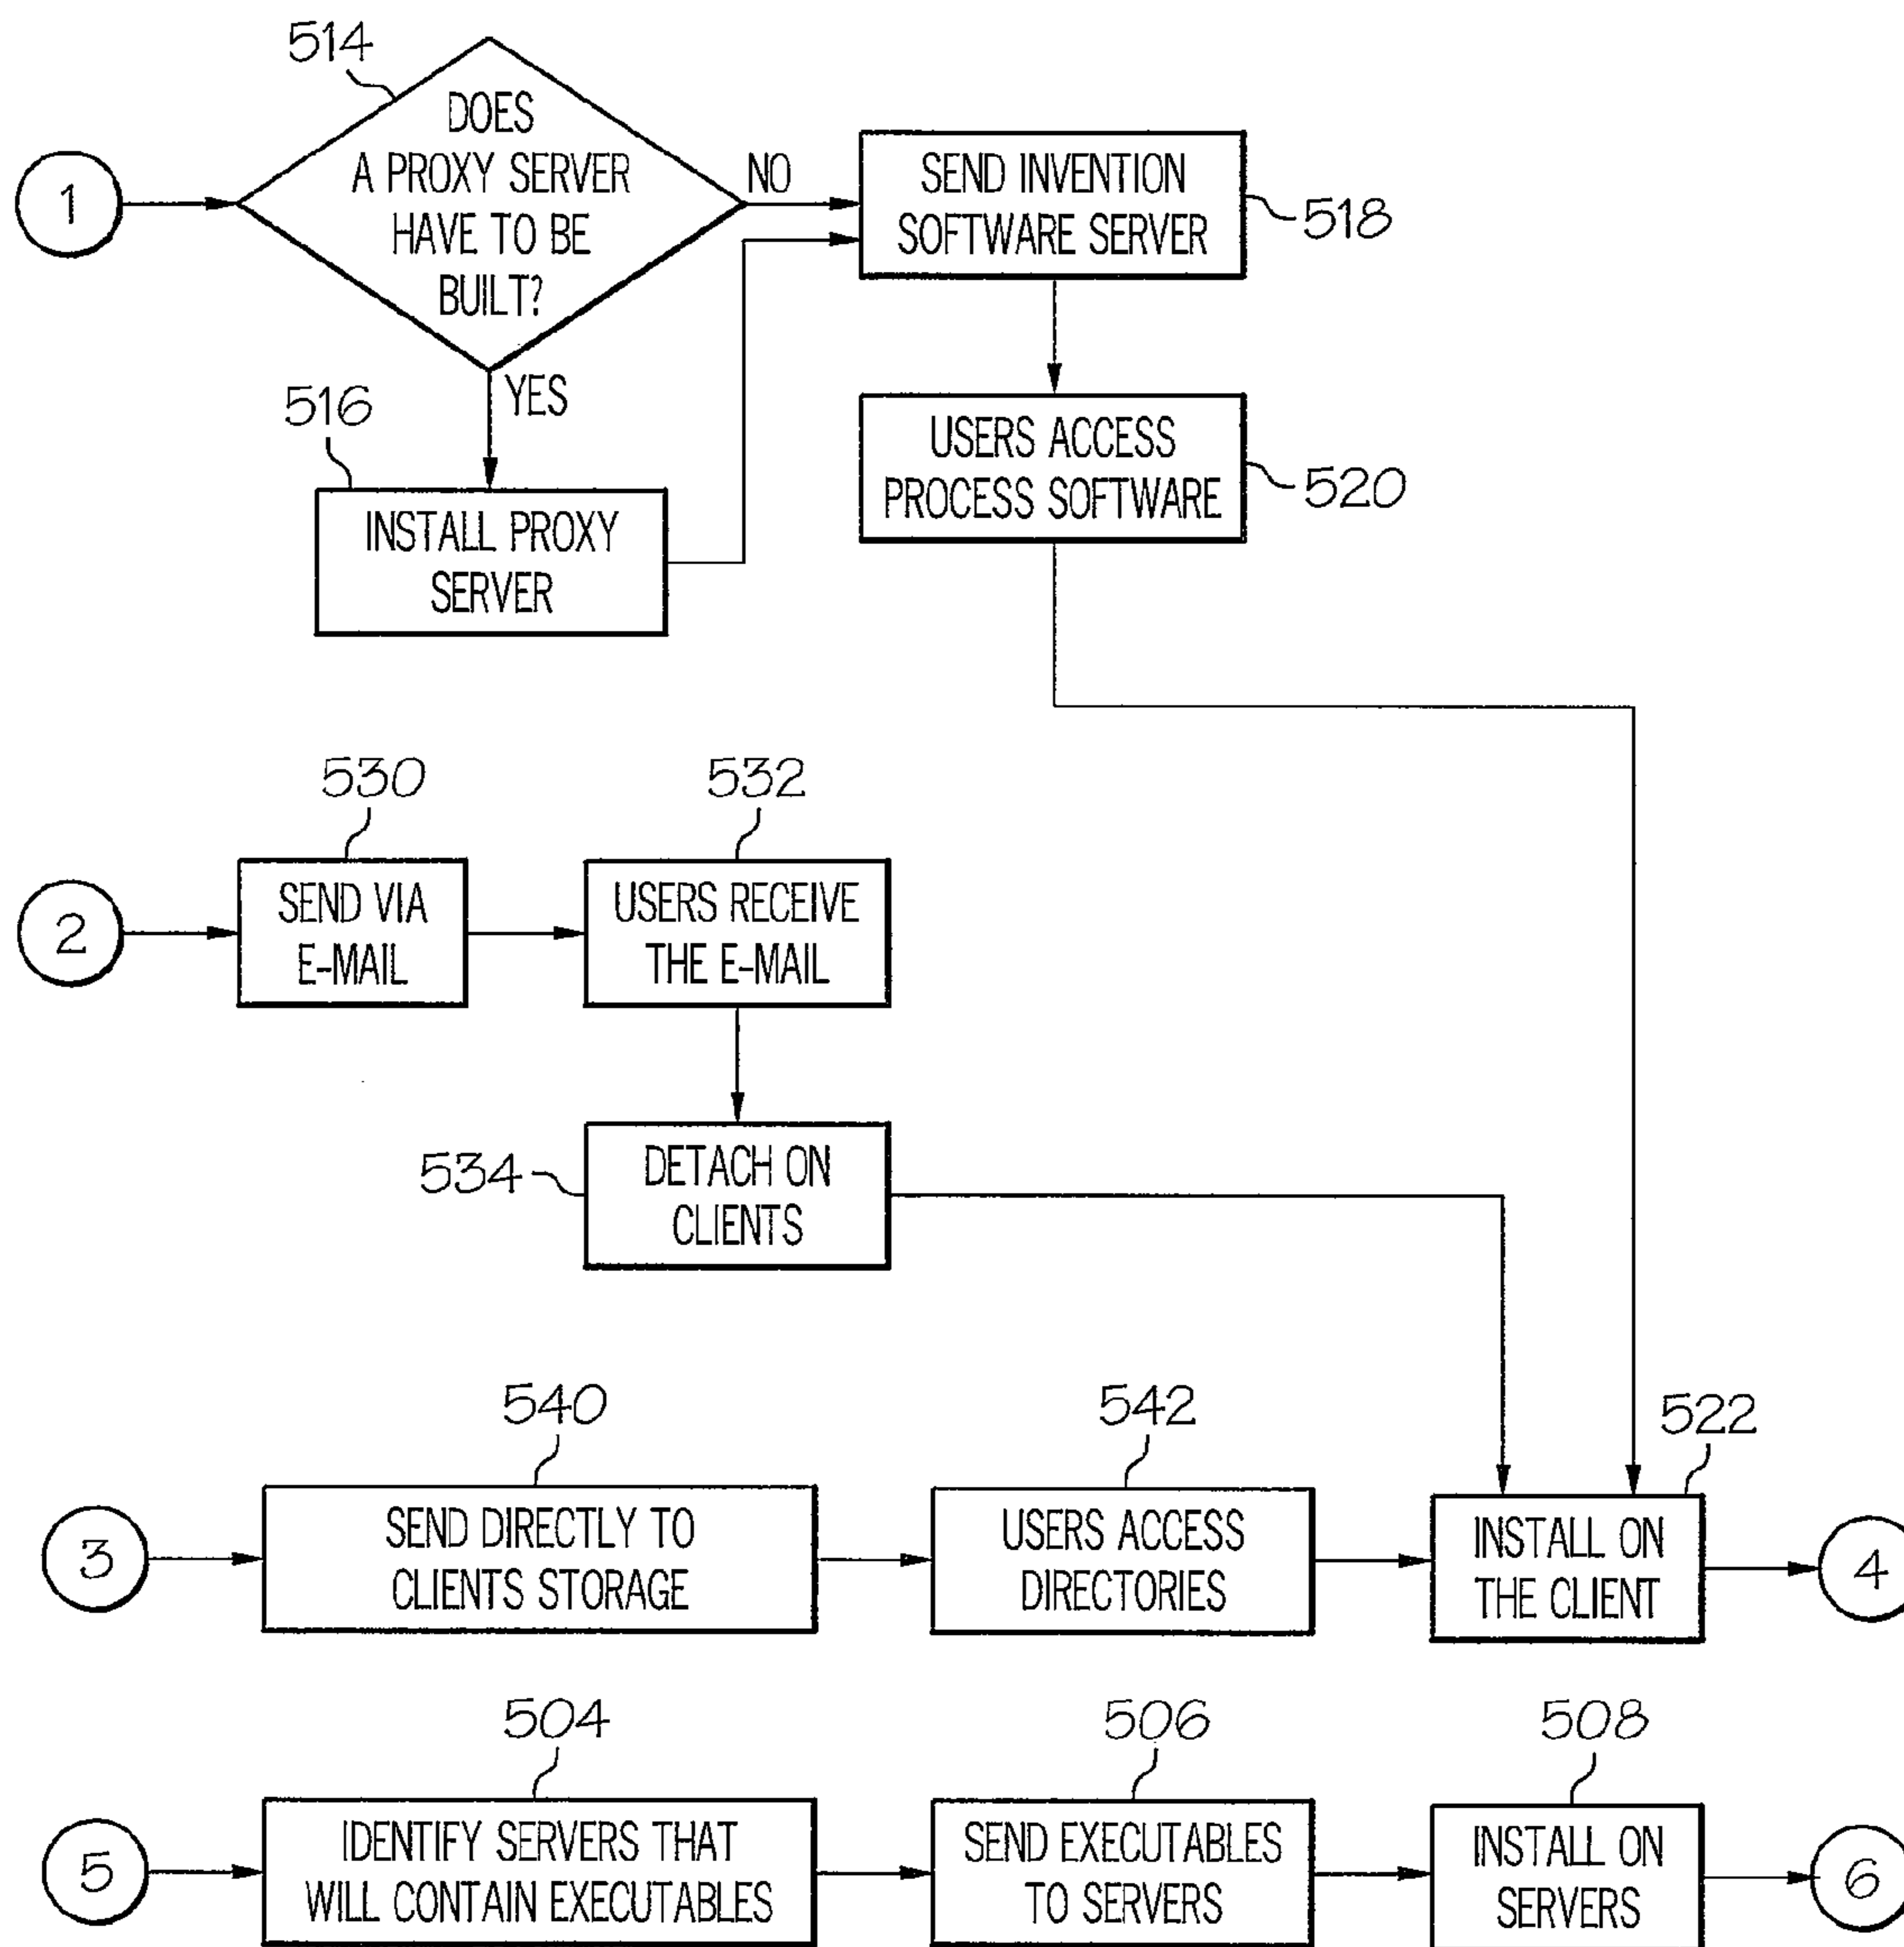 514
DOES
A PROXY SERVER
HAVE TO BE
BUILT?
1
NO
SEND INVENTION
SOFTWARE SERVER
518
YES
516
INSTALL PROXY
SERVER
USERS ACCESS
PROCESS SOFTWARE
520
530
532
2
SEND VIA
E-MAIL
USERS RECEIVE
THE E-MAIL
534
DETACH ON
CLIENTS
540
542
522
3
SEND DIRECTLY TO
CLIENTS STORAGE
USERS ACCESS
DIRECTORIES
INSTALL ON
THE CLIENT
4
504
506
508
5
IDENTIFY SERVERS THAT
WILL CONTAIN EXECUTABLES
SEND EXECUTABLES
TO SERVERS
INSTALL ON
SERVERS
6